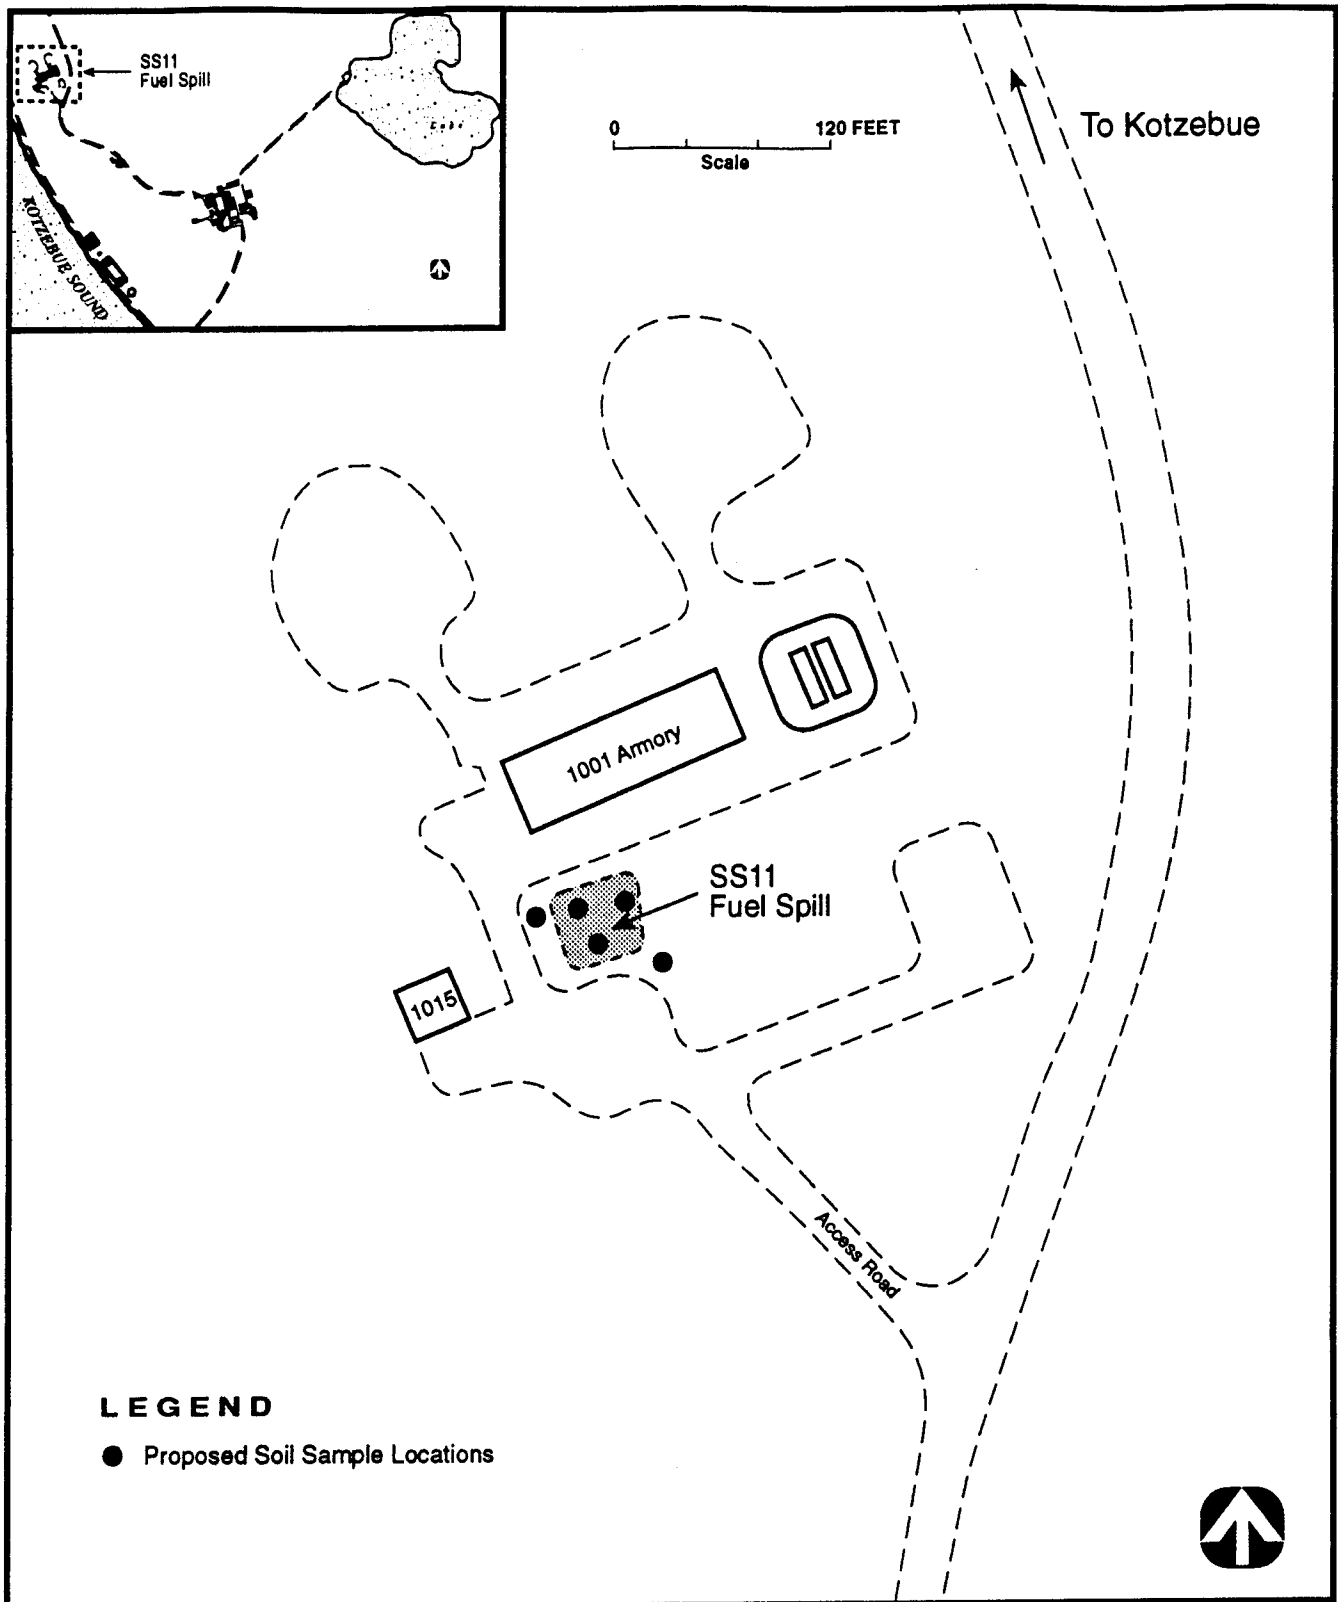 SS11
Fuel Spill
Lake
KOTZEBUE SOUND
0 120 FEET
Scale
To Kotzebue
1001 Armory
SS11
Fuel Spill
1015
Access Road
LEGEND
Proposed Soil Sample Locations